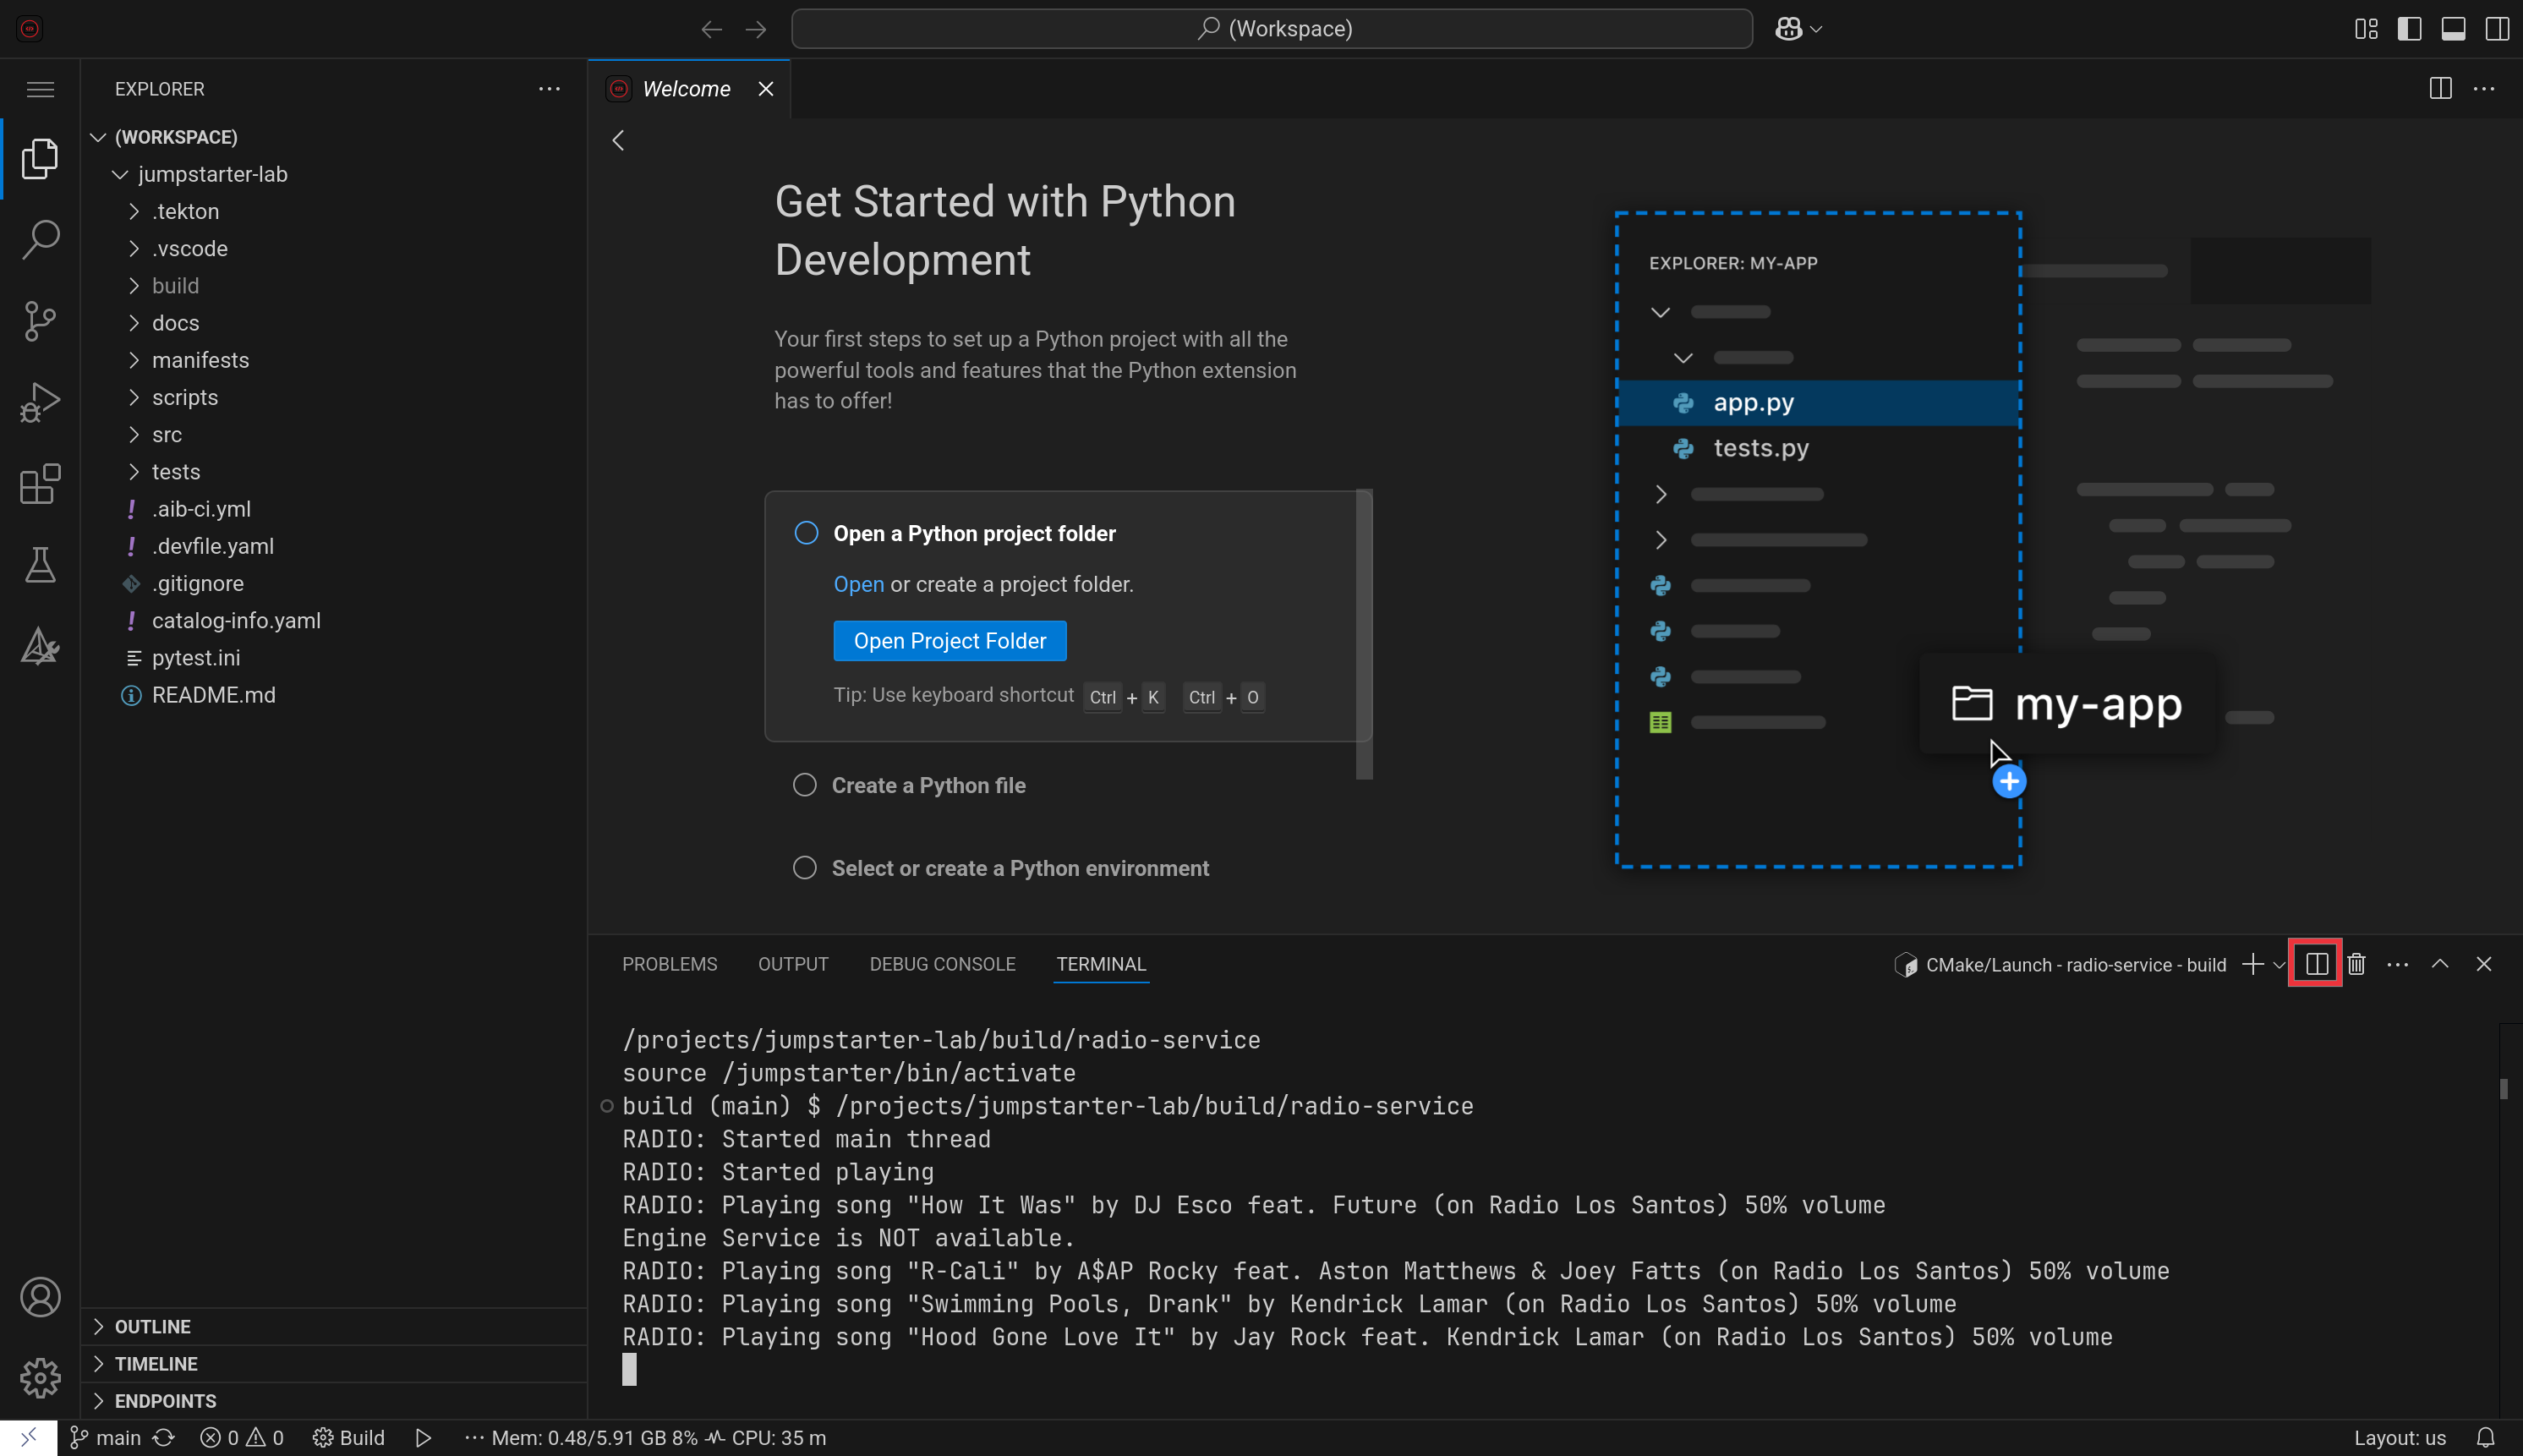 (Workspace)
EXPLORER
Welcome
(WORKSPACE)
jumpstarter-lab
.tekton
.vscode
build
docs
manifests
scripts
src
tests
.aib-ci.yml
.devfile.yaml
.gitignore
catalog-info.yaml
pytest.ini
README.md
OUTLINE
TIMELINE
ENDPOINTS
Get Started with Python
Development
Your first steps to set up a Python project with all the
powerful tools and features that the Python extension
has to offer!
Open a Python project folder
Open or create a project folder.
Open Project Folder
Tip: Use keyboard shortcut Ctrl + K Ctrl + O
Create a Python file
Select or create a Python environment
EXPLORER: MY-APP
app.py
tests.py
my-app
PROBLEMS OUTPUT DEBUG CONSOLE TERMINAL
CMake/Launch - radio-service - build
/projects/jumpstarter-lab/build/radio-service
source /jumpstarter/bin/activate
build (main) $ /projects/jumpstarter-lab/build/radio-service
RADIO: Started main thread
RADIO: Started playing
RADIO: Playing song "How It Was" by DJ Esco feat. Future (on Radio Los Santos) 50% volume
Engine Service is NOT available.
RADIO: Playing song "R-Cali" by A$AP Rocky feat. Aston Matthews & Joey Fatts (on Radio Los Santos) 50% volume
RADIO: Playing song "Swimming Pools, Drank" by Kendrick Lamar (on Radio Los Santos) 50% volume
RADIO: Playing song "Hood Gone Love It" by Jay Rock feat. Kendrick Lamar (on Radio Los Santos) 50% volume
main 0 0 Build ··· Mem: 0.48/5.91 GB 8% CPU: 35 m Layout: us